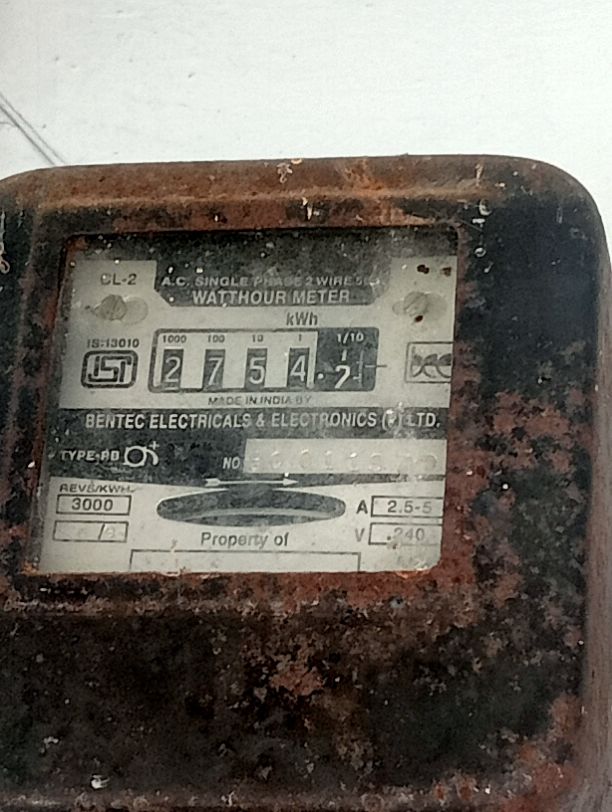 CL-2
A.C. SINGLE PHASE 2 WIRE
WATTHOUR METER
kWh
IS:13010
1000 100 10 1 1/10
ISI
2 7 5 4 . 2
MADE IN INDIA BY
BENTEC ELECTRICALS & ELECTRONICS (P) LTD.
TYPE-
NO
REVS/KWH.
3000
A 2.5-5
V 240
Property of